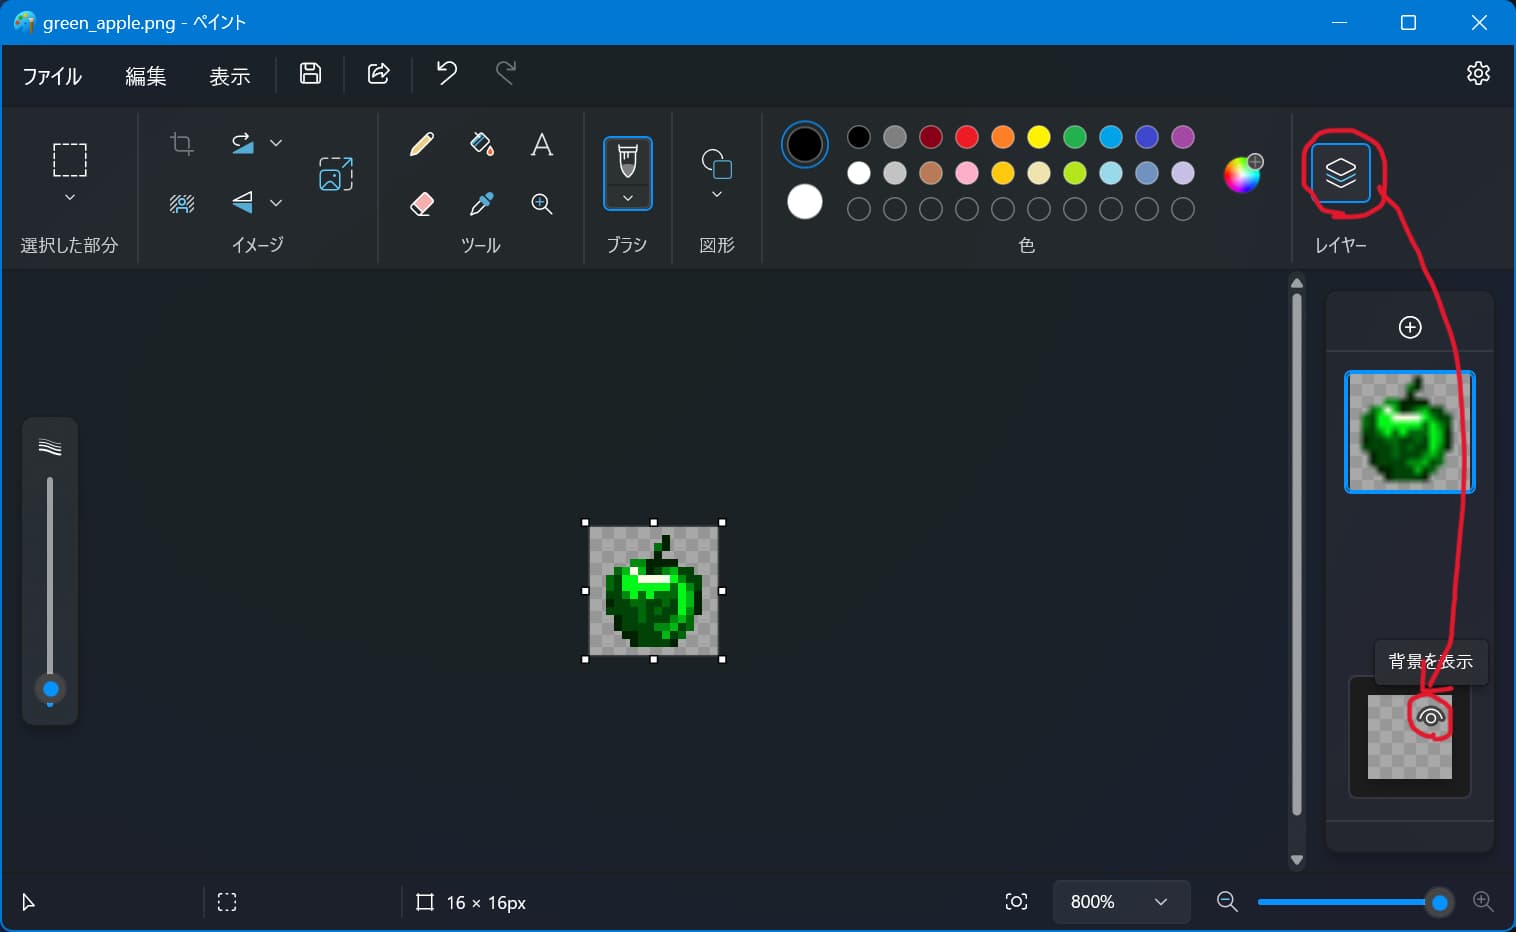 green_apple.png - ペイント
ファイル 編集 表示
選択した部分 イメージ ツール ブラシ 図形 色 レイヤー
背景を表示
16 × 16px 800%